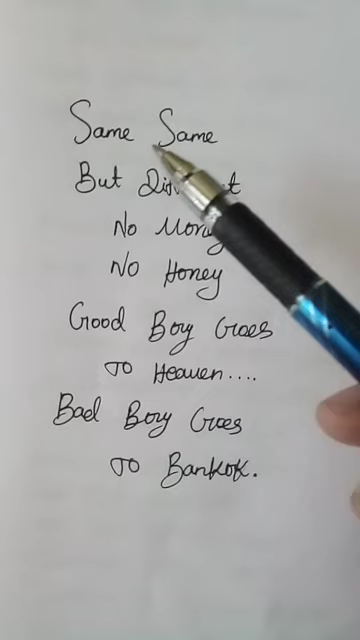 Same Same
But
No
No Honey
Good Boy Goes
To Heaven....
Bad Boy Goes
To Bankok.